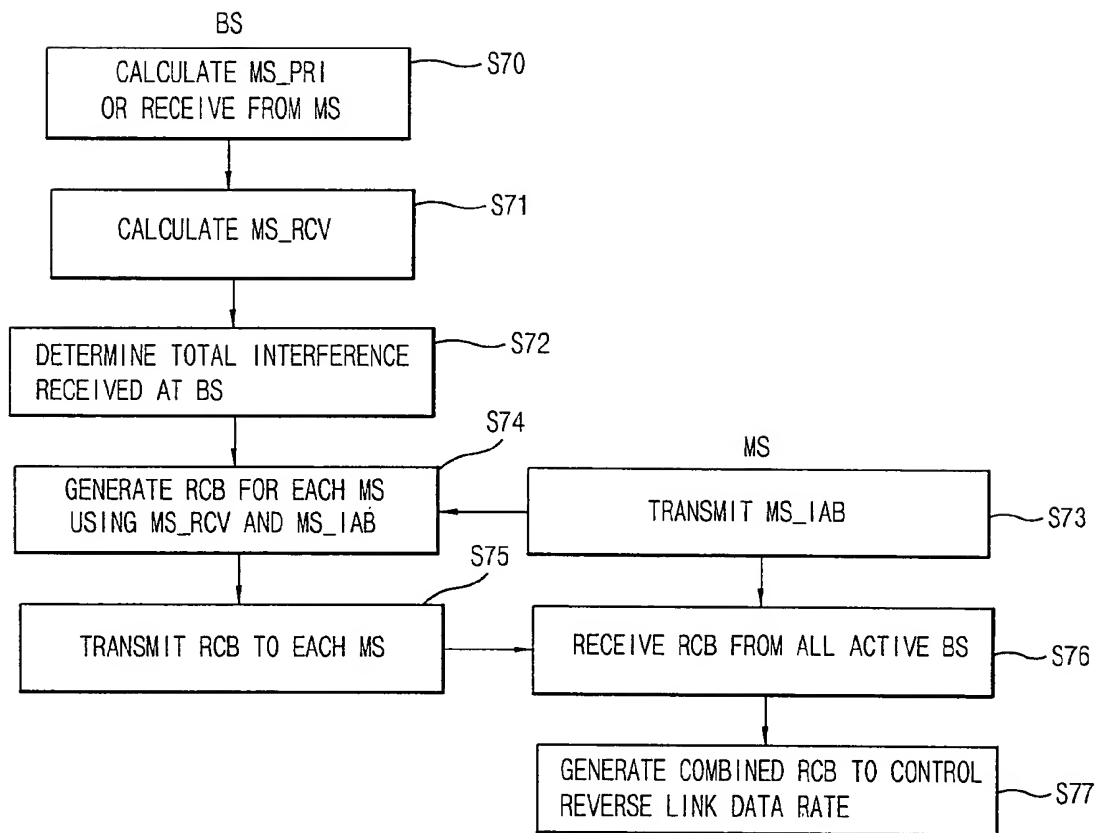 BS
CALCULATE MS_PRI
OR RECEIVE FROM MS
S70
CALCULATE MS_RCV
S71
DETERMINE TOTAL INTERFERENCE
RECEIVED AT BS
S72
GENERATE RCB FOR EACH MS
USING MS_RCV AND MS_IAB
S74
MS
TRANSMIT MS_IAB
S73
TRANSMIT RCB TO EACH MS
S75
RECEIVE RCB FROM ALL ACTIVE BS
S76
GENERATE COMBINED RCB TO CONTROL
REVERSE LINK DATA RATE
S77